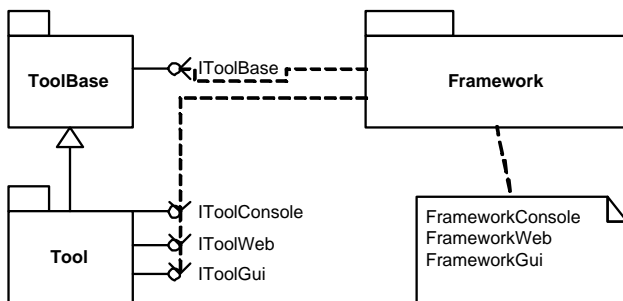 ToolBase
IToolBase
Framework
Tool
IToolConsole
IToolWeb
IToolGui
FrameworkConsole
FrameworkWeb
FrameworkGui